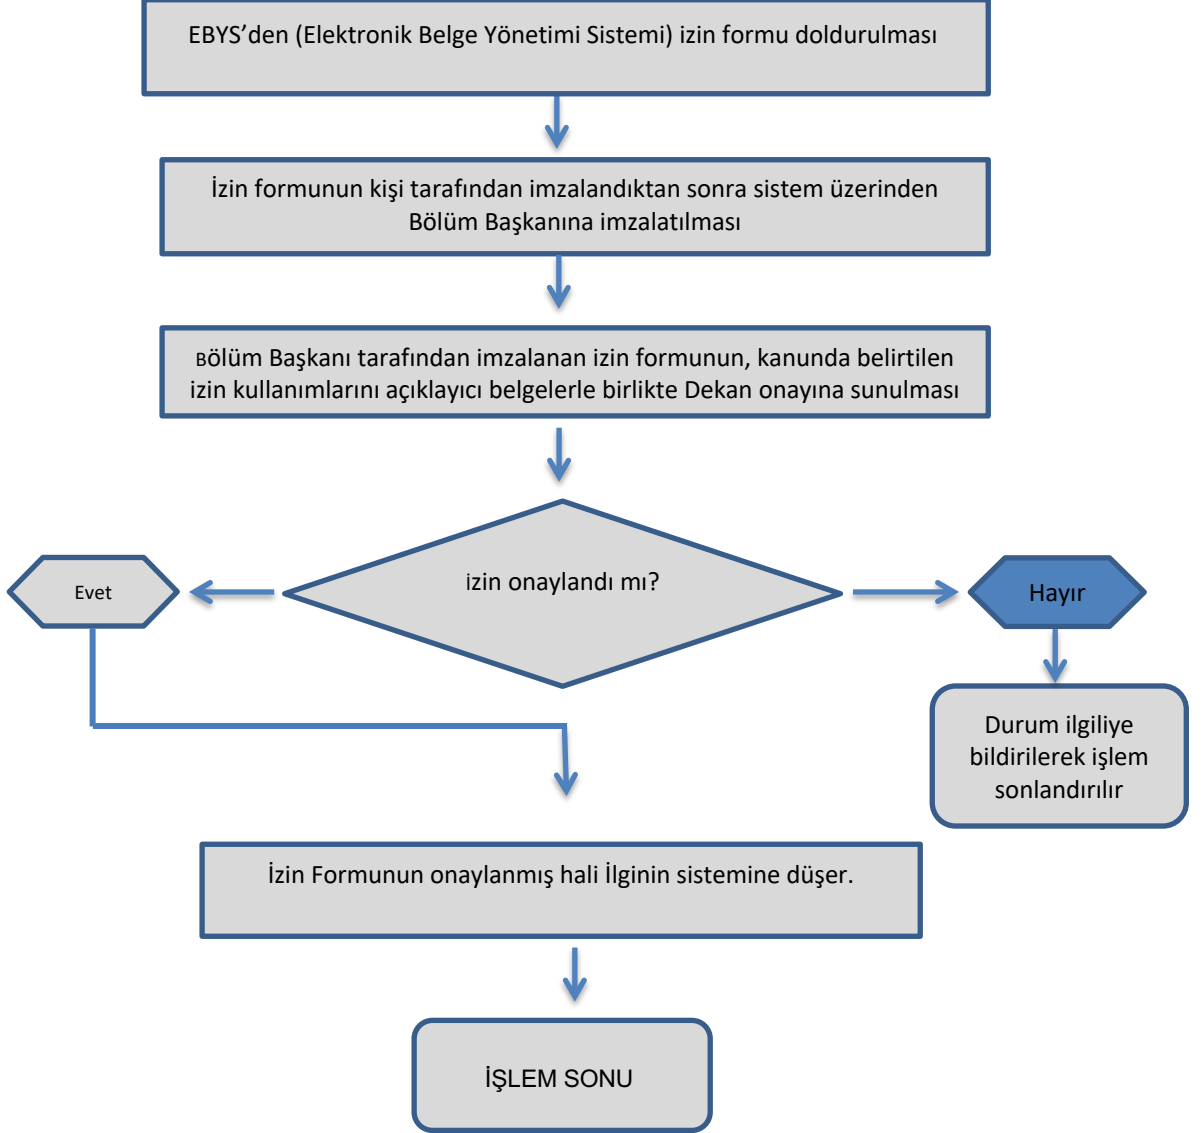 EBYS’den (Elektronik Belge Yönetimi Sistemi) izin formu doldurulması
İzin formunun kişi tarafından imzalandıktan sonra sistem üzerinden
Bölüm Başkanına imzalatılması
Bölüm Başkanı tarafından imzalanan izin formunun, kanunda belirtilen
izin kullanımlarını açıklayıcı belgelerle birlikte Dekan onayına sunulması
izin onaylandı mı?
Evet
Hayır
Durum ilgiliye
bildirilerek işlem
sonlandırılır
İzin Formunun onaylanmış hali İlginin sistemine düşer.
İŞLEM SONU